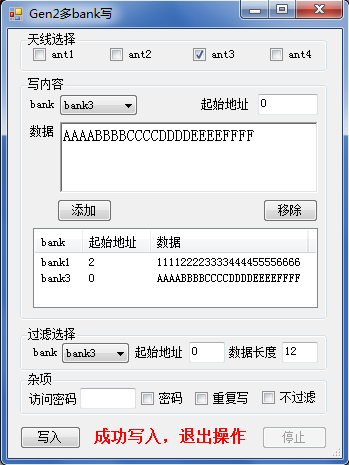 Gen2多bank写
天线选择
ant1 ant2 ant3 ant4
写内容
bank bank3 起始地址 0
数据 AAAABBBBCCCCDDDDEEEEFFFF
添加 移除
bank 起始地址 数据
bank1 2 111122223333444455556666
bank3 0 AAAABBBBCCCCDDDDEEEEFFFF
过滤选择
bank bank3 起始地址 0 数据长度 12
杂项
访问密码 密码 重复写 不过滤
写入 成功写入，退出操作 停止